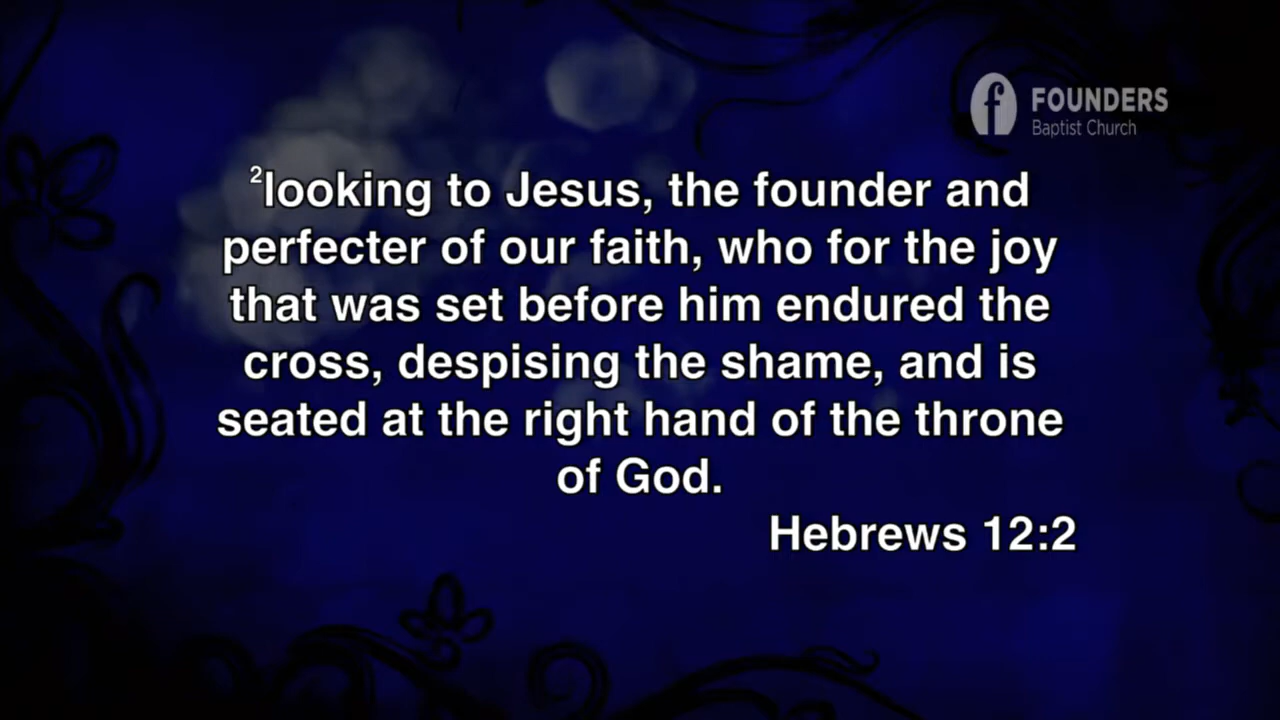 FOUNDERS
Baptist Church
²looking to Jesus, the founder and
perfecter of our faith, who for the joy
that was set before him endured the
cross, despising the shame, and is
seated at the right hand of the throne
of God.
Hebrews 12:2